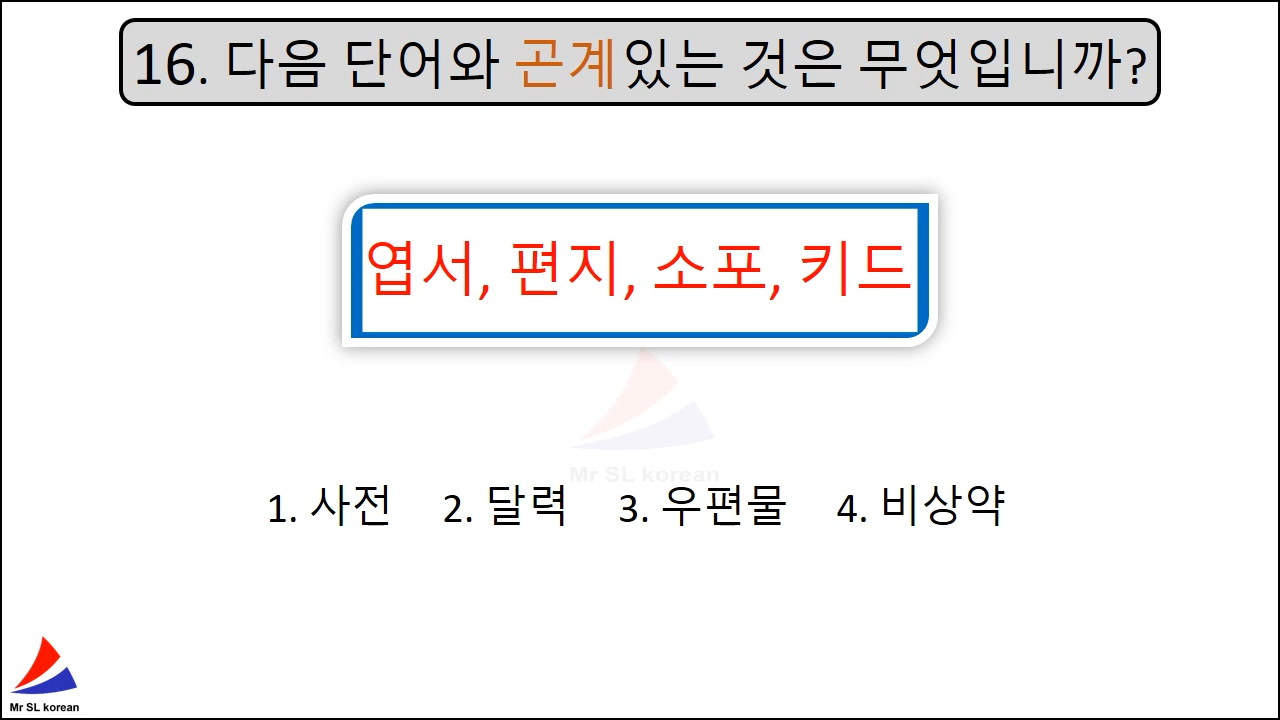 16. 다음 단어와 곤계있는 것은 무엇입니까?
엽서, 편지, 소포, 키드
Mr SL korean
1. 사전 2. 달력 3. 우편물 4. 비상약
Mr SL korean